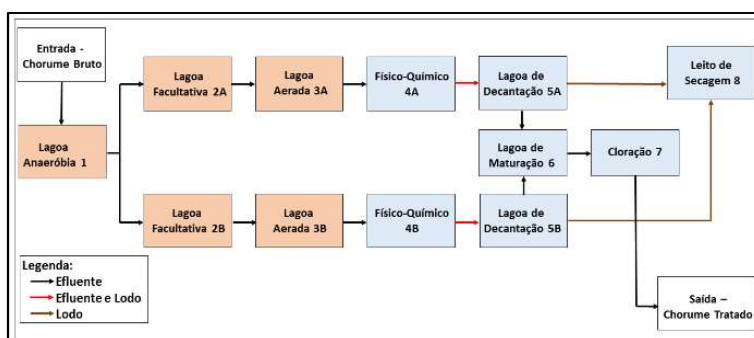 Entrada -
Chorume Bruto
Lagoa
Facultativa 2A
Lagoa
Aerada 3A
Físico-Químico
4A
Lagoa de
Decantação 5A
Leito de
Secagem 8
Lagoa
Anaeróbia 1
Lagoa de
Maturação 6
Cloração 7
Lagoa
Facultativa 2B
Lagoa
Aerada 3B
Físico-Químico
4B
Lagoa de
Decantação 5B
Legenda:
Efluente
Efluente e Lodo
Lodo
Saída –
Chorume Tratado